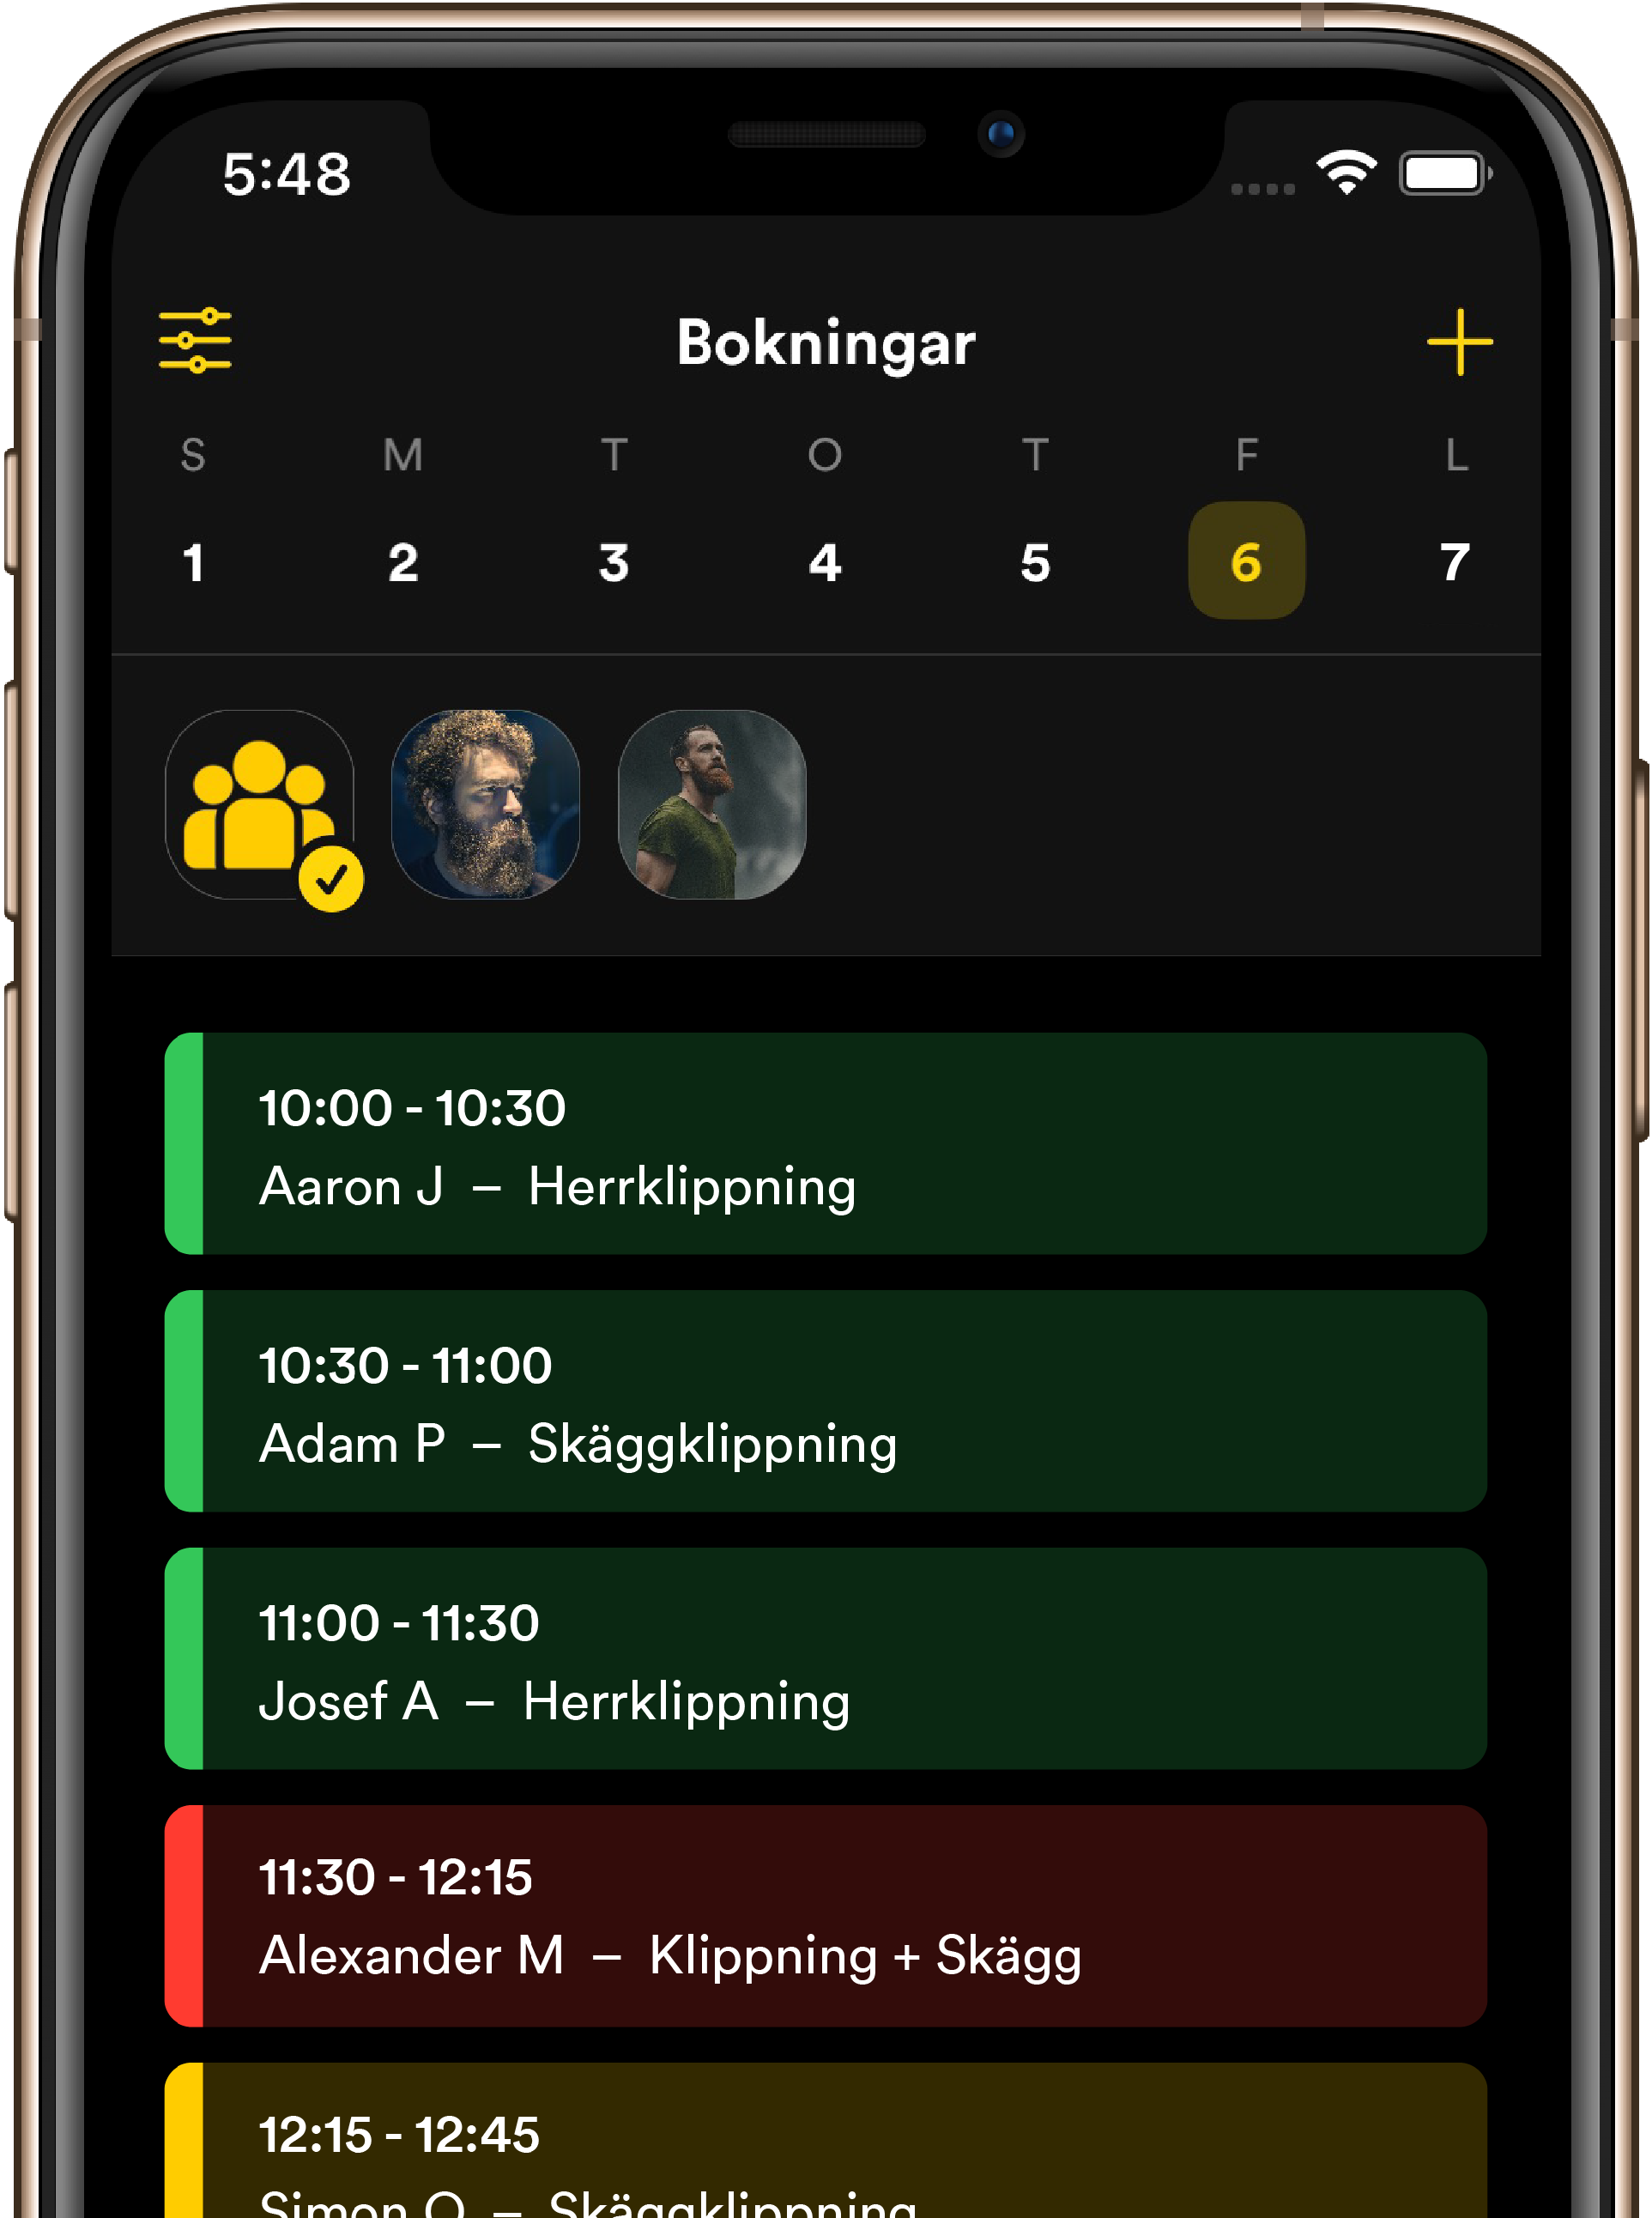 5:48
Bokningar
S M T O T F L
1 2 3 4 5 6 7
10:00 - 10:30
Aaron J – Herrklippning
10:30 - 11:00
Adam P – Skäggklippning
11:00 - 11:30
Josef A – Herrklippning
11:30 - 12:15
Alexander M – Klippning + Skägg
12:15 - 12:45
Simon O – Skäggklippning